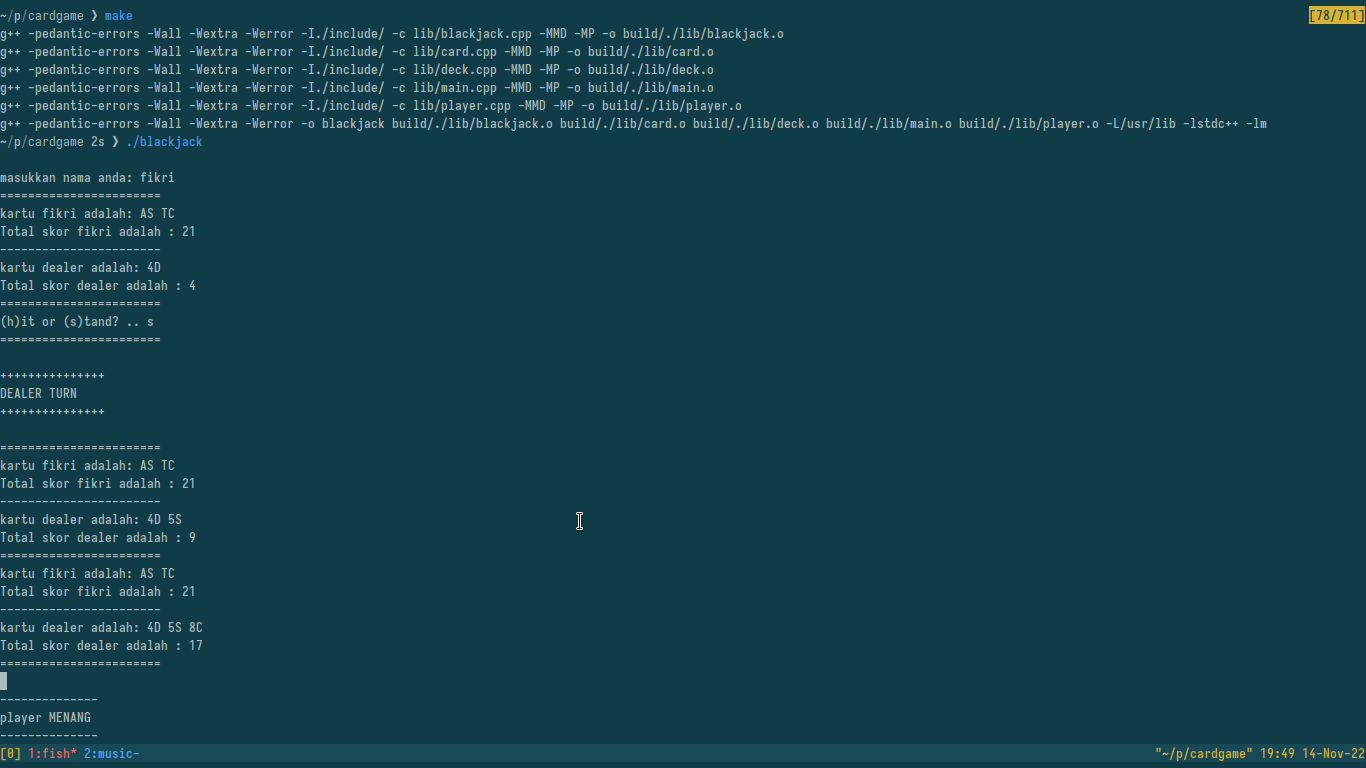 ~/p/cardgame ❯ make [78/711]
g++ -pedantic-errors -Wall -Wextra -Werror -I./include/ -c lib/blackjack.cpp -MMD -MP -o build/./lib/blackjack.o
g++ -pedantic-errors -Wall -Wextra -Werror -I./include/ -c lib/card.cpp -MMD -MP -o build/./lib/card.o
g++ -pedantic-errors -Wall -Wextra -Werror -I./include/ -c lib/deck.cpp -MMD -MP -o build/./lib/deck.o
g++ -pedantic-errors -Wall -Wextra -Werror -I./include/ -c lib/main.cpp -MMD -MP -o build/./lib/main.o
g++ -pedantic-errors -Wall -Wextra -Werror -I./include/ -c lib/player.cpp -MMD -MP -o build/./lib/player.o
g++ -pedantic-errors -Wall -Wextra -Werror -o blackjack build/./lib/blackjack.o build/./lib/card.o build/./lib/deck.o build/./lib/main.o build/./lib/player.o -L/usr/lib -lstdc++ -lm
~/p/cardgame 2s ❯ ./blackjack
masukkan nama anda: fikri
=======================
kartu fikri adalah: AS TC
Total skor fikri adalah : 21
-----------------------
kartu dealer adalah: 4D
Total skor dealer adalah : 4
=======================
(h)it or (s)tand? .. s
=======================
+++++++++++++++
DEALER TURN
+++++++++++++++
=======================
kartu fikri adalah: AS TC
Total skor fikri adalah : 21
-----------------------
kartu dealer adalah: 4D 5S
Total skor dealer adalah : 9
=======================
kartu fikri adalah: AS TC
Total skor fikri adalah : 21
-----------------------
kartu dealer adalah: 4D 5S 8C
Total skor dealer adalah : 17
=======================
--------------
player MENANG
--------------
[0] 1:fish* 2:music- "~/p/cardgame" 19:49 14-Nov-22